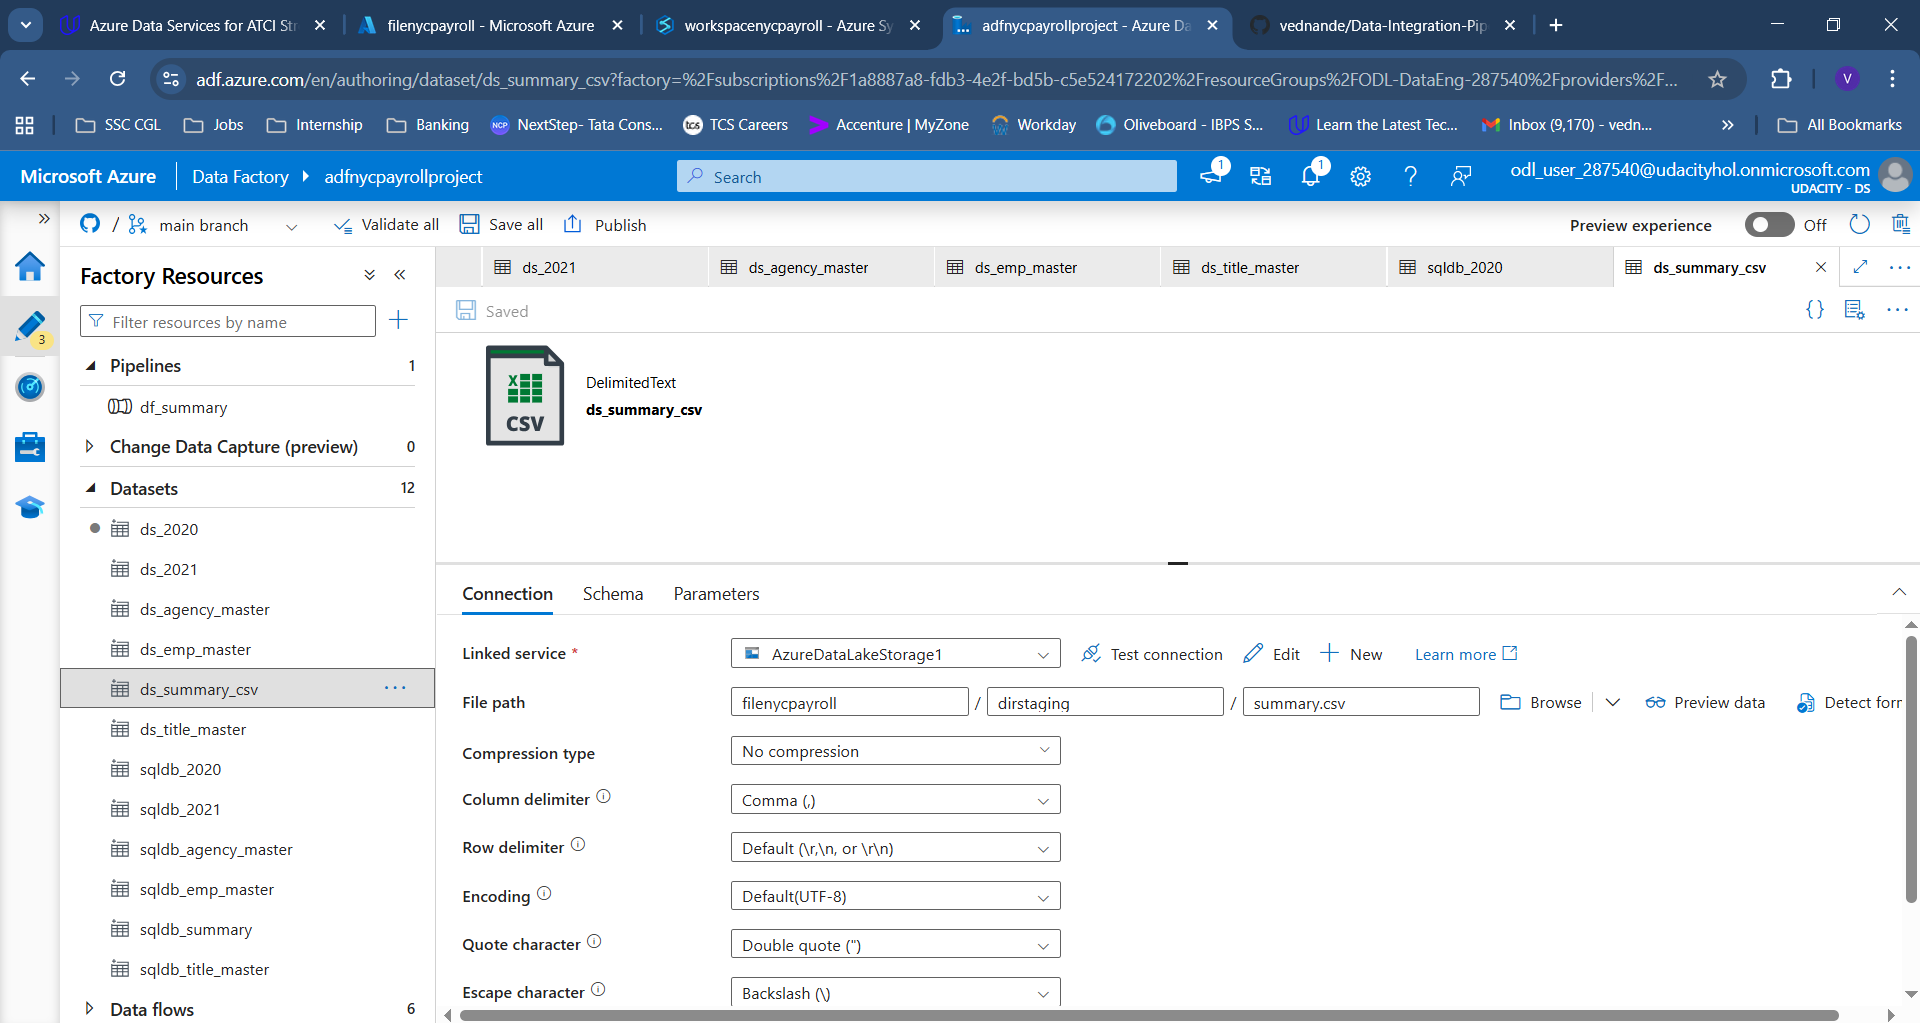 Azure Data Services for ATCI Str
filenycpayroll - Microsoft Azure
workspacenycpayroll - Azure Sy
adfnycpayrollproject - Azure Da
vednande/Data-Integration-Pip
adf.azure.com/en/authoring/dataset/ds_summary_csv?factory=%2Fsubscriptions%2F1a8887a8-fdb3-4e2f-bd5b-c5e524172202%2FresourceGroups%2FODL-DataEng-287540%2Fproviders%2F...
V
SSC CGL
Jobs
Internship
Banking
NextStep- Tata Cons...
TCS Careers
Accenture | MyZone
Workday
Oliveboard - IBPS S...
Learn the Latest Tec...
Inbox (9,170) - vedn...
All Bookmarks
Microsoft Azure
Data Factory
adfnycpayrollproject
Search
1
1
odl_user_287540@udacityhol.onmicrosoft.com
UDACITY - DS
/
main branch
Validate all
Save all
Publish
Preview experience
Off
3
Factory Resources
Filter resources by name
Pipelines
1
df_summary
Change Data Capture (preview)
0
Datasets
12
ds_2020
ds_2021
ds_agency_master
ds_emp_master
ds_summary_csv
ds_title_master
sqldb_2020
sqldb_2021
sqldb_agency_master
sqldb_emp_master
sqldb_summary
sqldb_title_master
Data flows
6
ds_2021
ds_agency_master
ds_emp_master
ds_title_master
sqldb_2020
ds_summary_csv
Saved
CSV
DelimitedText
ds_summary_csv
Connection
Schema
Parameters
Linked service *
AzureDataLakeStorage1
Test connection
Edit
New
Learn more
File path
filenycpayroll
/
dirstaging
/
summary.csv
Browse
Preview data
Detect for
Compression type
No compression
Column delimiter
Comma (,)
Row delimiter
Default (\r,\n, or \r\n)
Encoding
Default(UTF-8)
Quote character
Double quote (")
Escape character
Backslash (\)